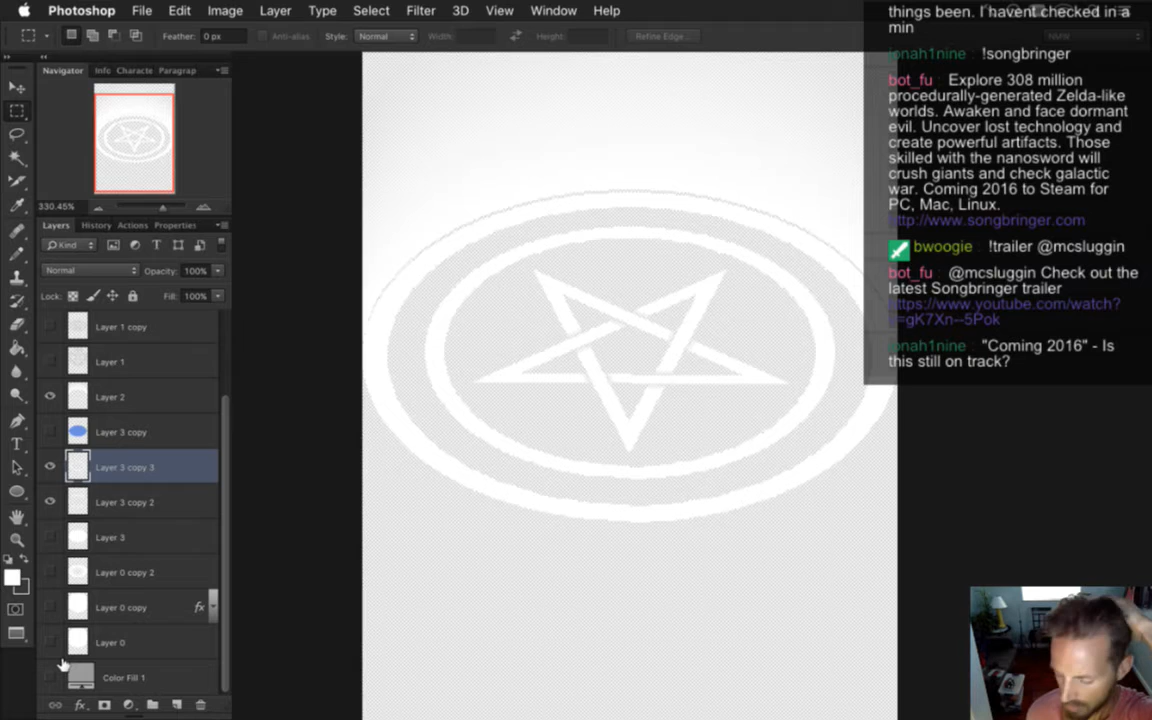 Photoshop File Edit Image Layer Type Select Filter 3D View Window Help
Feather: 0 px Anti-alias Style: Normal Width: Height: Refine Edge...
Navigator Info Characte Paragrap
330.45%
Layers History Actions Properties
Kind
Normal Opacity: 100%
Lock: Fill: 100%
Layer 1 copy
Layer 1
Layer 2
Layer 3 copy
Layer 3 copy 3
Layer 3 copy 2
Layer 3
Layer 0 copy 2
Layer 0 copy fx
Layer 0
Color Fill 1
fx
things been. I havent checked in a
min
jonah1nine : !songbringer
bot_fu : Explore 308 million
procedurally-generated Zelda-like
worlds. Awaken and face dormant
evil. Uncover lost technology and
create powerful artifacts. Those
skilled with the nanosword will
crush giants and check galactic
war. Coming 2016 to Steam for
PC, Mac, Linux.
http://www.songbringer.com
bwoogie : !trailer @mcsluggin
bot_fu : @mcsluggin Check out the
latest Songbringer trailer
https://www.youtube.com/watch?
v=gK7Xn--5Pok
jonah1nine : "Coming 2016" - Is
this still on track?